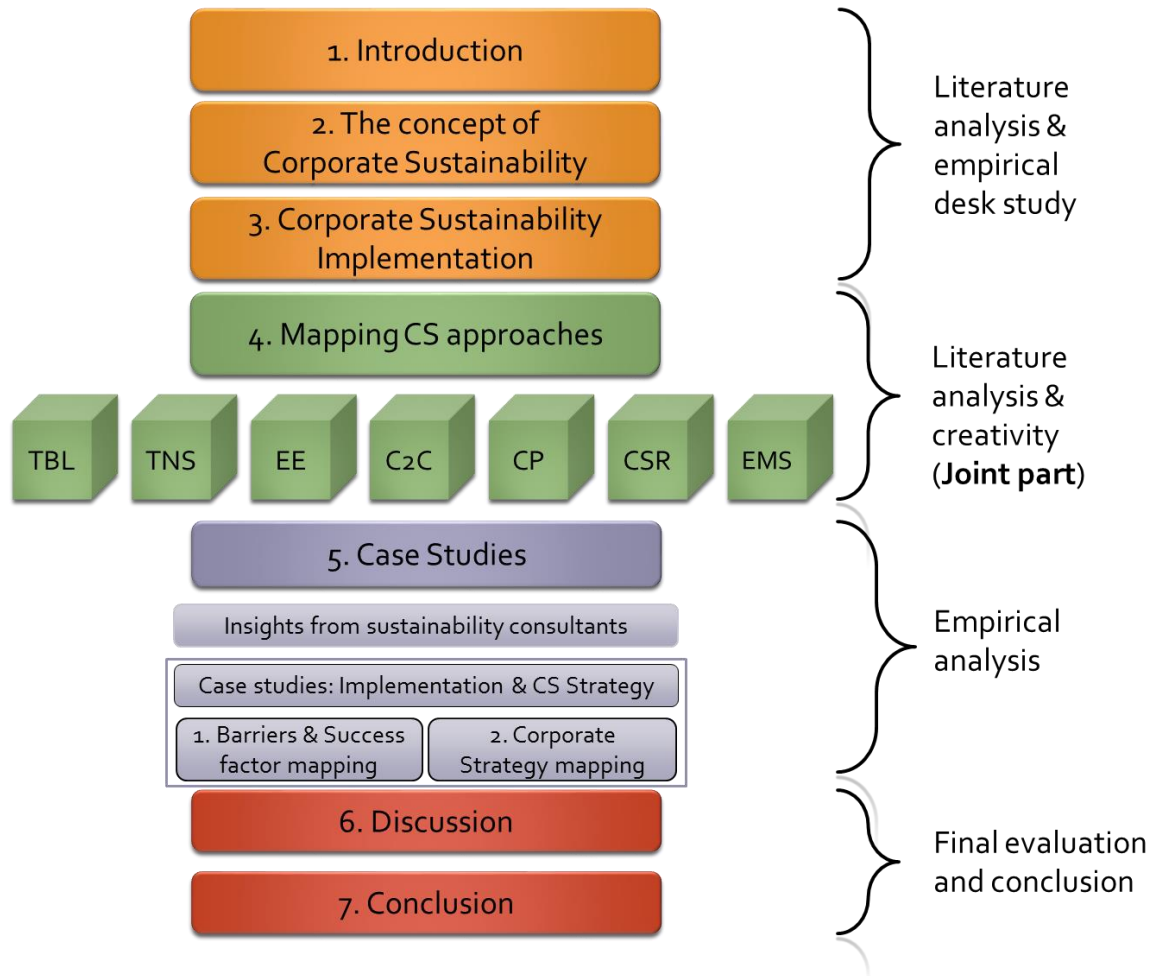 1. Introduction
2. The concept of
Corporate Sustainability
3. Corporate Sustainability
Implementation
Literature
analysis &
empirical
desk study
4. Mapping CS approaches
TBL
TNS
EE
C2C
CP
CSR
EMS
Literature
analysis &
creativity
(Joint part)
5. Case Studies
Insights from sustainability consultants
Case studies: Implementation & CS Strategy
1. Barriers & Success
factor mapping
2. Corporate
Strategy mapping
Empirical
analysis
6. Discussion
7. Conclusion
Final evaluation
and conclusion